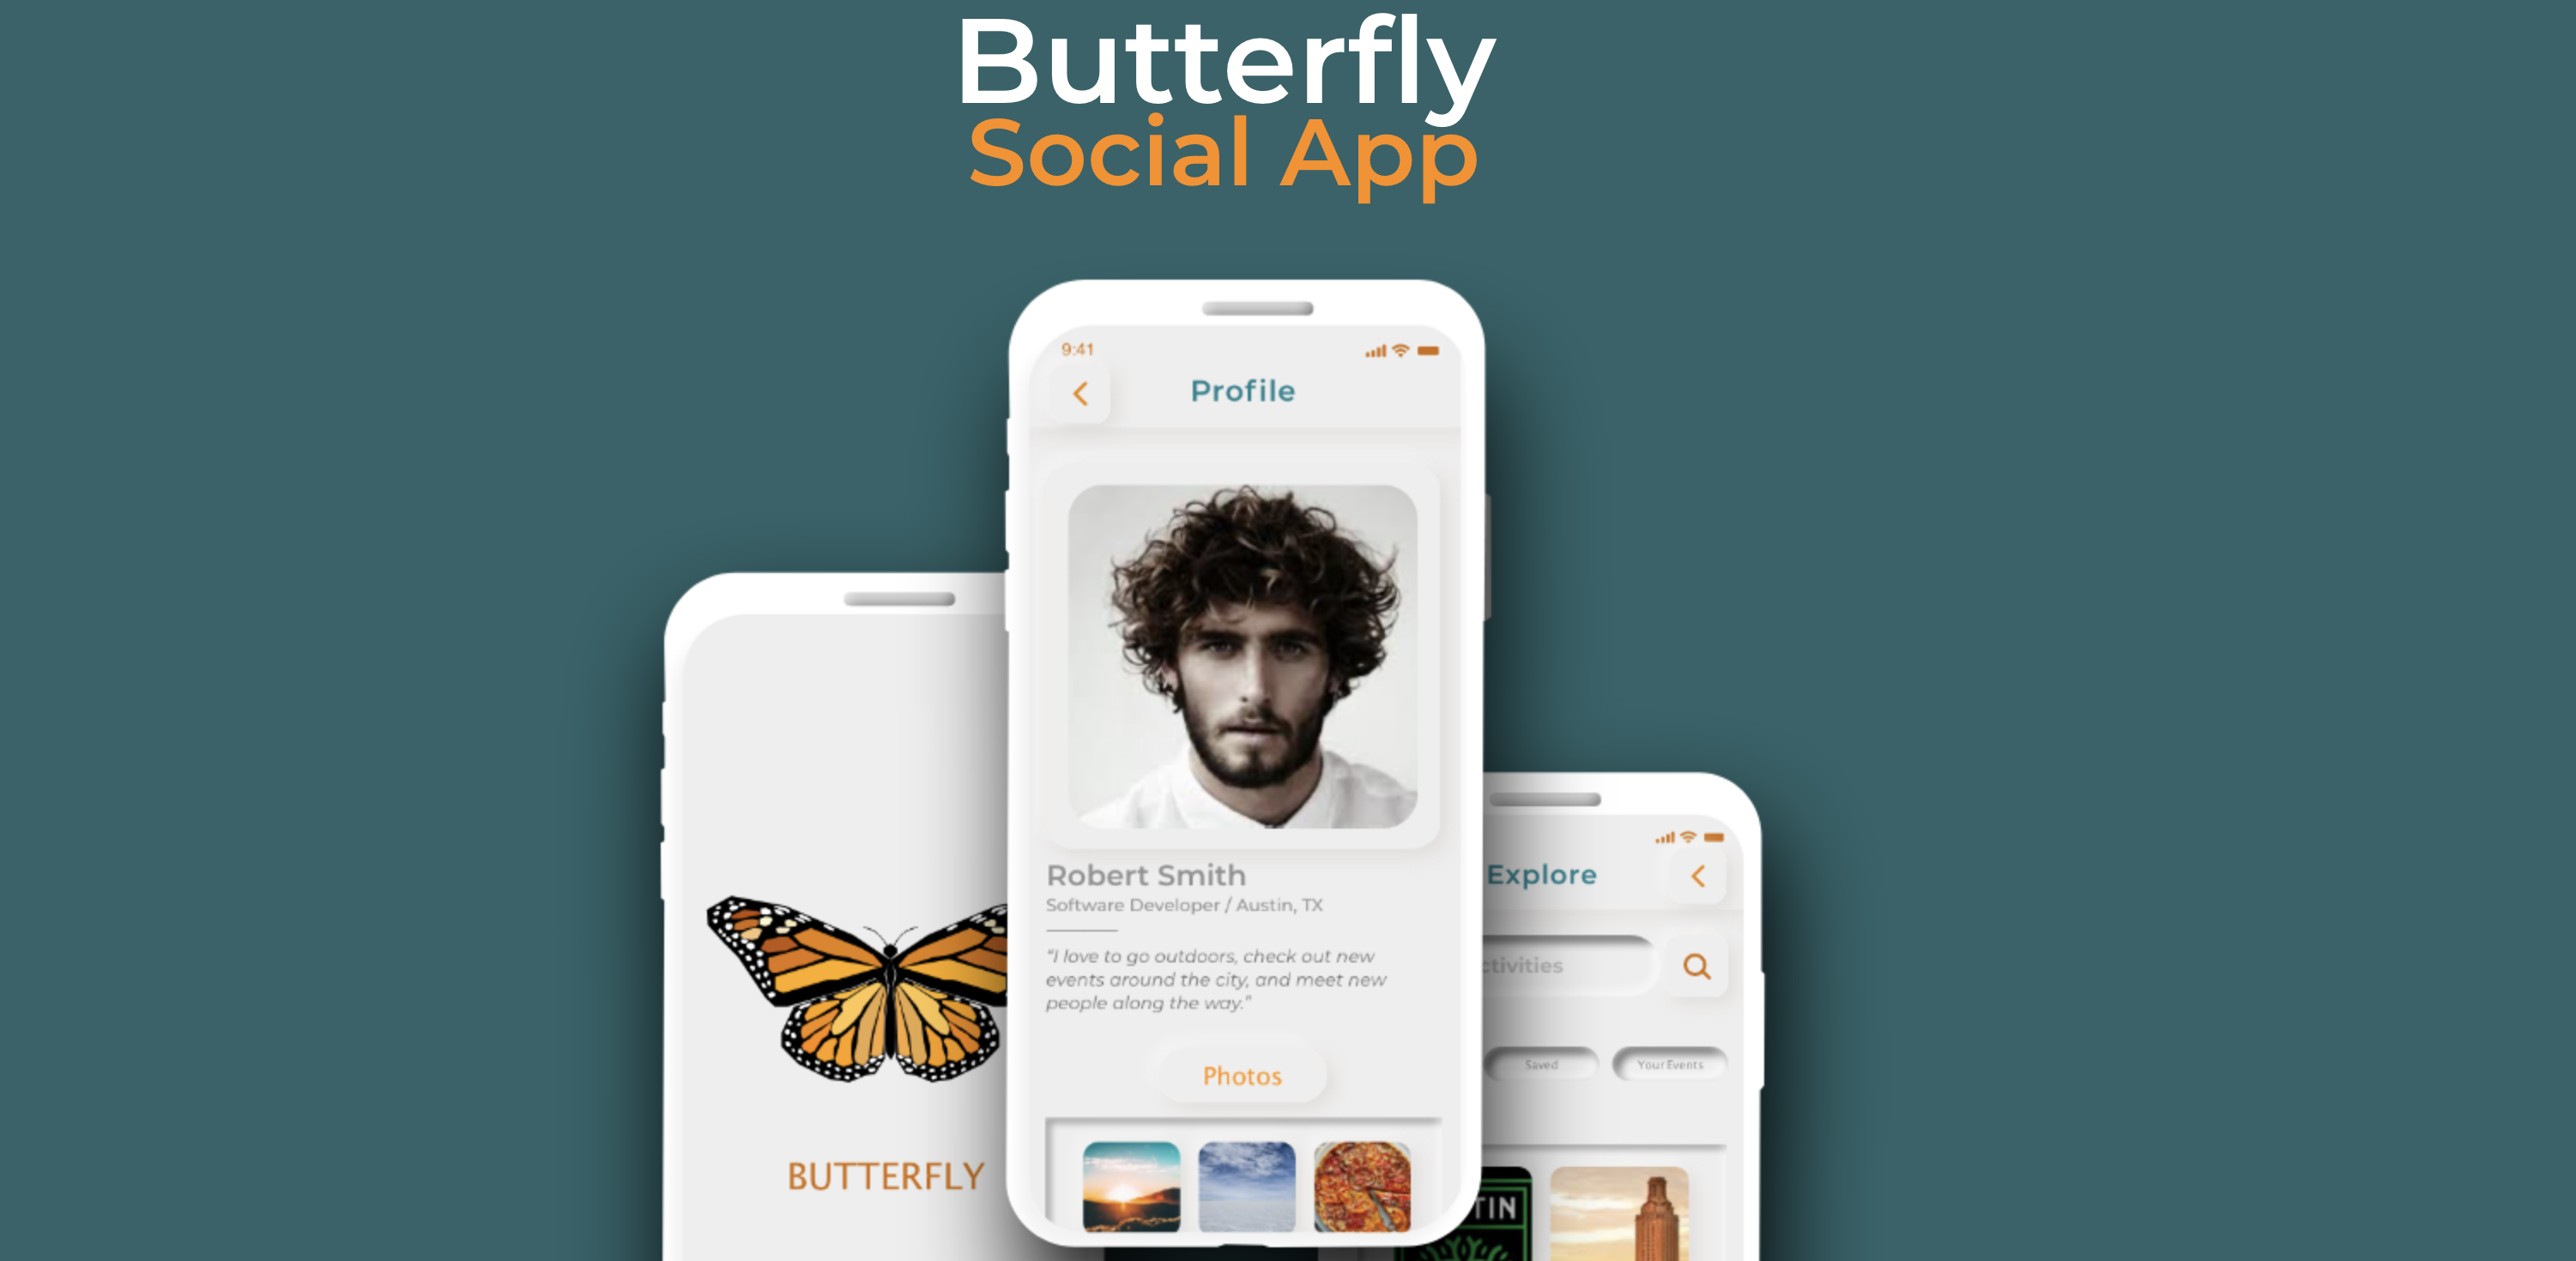 Butterfly
Social App
9:41
Profile
Robert Smith
Software Developer / Austin, TX
“I love to go outdoors, check out new
events around the city, and meet new
people along the way.”
Photos
BUTTERFLY
Explore
ctivities
Saved
Your Events
TIN